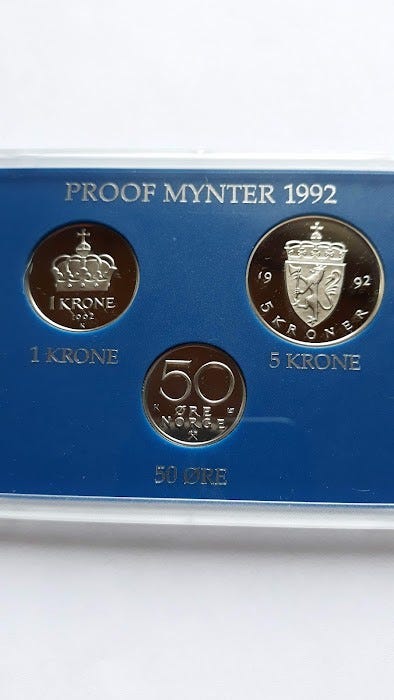 PROOF MYNTER 1992
1 KRONE
1992
K
1 KRONE
19 92
5 KRONER
5 KRONE
50
ØRE
NORGE
50 ØRE